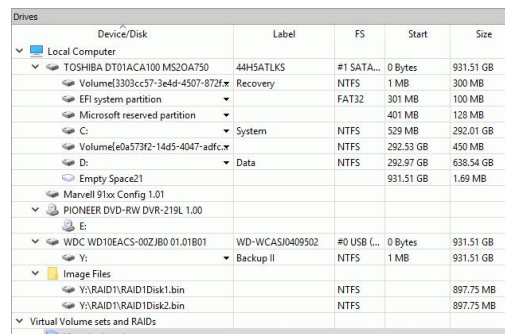 Drives
Device/Disk Label FS Start Size
Local Computer
TOSHIBA DT01ACA100 MS2OA750 44H5ATLKS #1 SATA... 0 Bytes 931.51 GB
Volume{3303cc57-3e4d-4507-872f... Recovery NTFS 1 MB 300 MB
EFI system partition FAT32 301 MB 100 MB
Microsoft reserved partition 401 MB 128 MB
C: System NTFS 529 MB 292.01 GB
Volume{e0a573f2-14d5-4047-adfc... NTFS 292.53 GB 450 MB
D: Data NTFS 292.97 GB 638.54 GB
Empty Space21 931.51 GB 1.69 MB
Marvell 91xx Config 1.01
PIONEER DVD-RW DVR-219L 1.00
E:
WDC WD10EACS-00ZJB0 01.01B01 WD-WCASJ0409502 #0 USB (... 0 Bytes 931.51 GB
Y: Backup II NTFS 1 MB 931.51 GB
Image Files
Y:\RAID1\RAID1Disk1.bin NTFS 897.75 MB
Y:\RAID1\RAID1Disk2.bin NTFS 897.75 MB
Virtual Volume sets and RAIDs